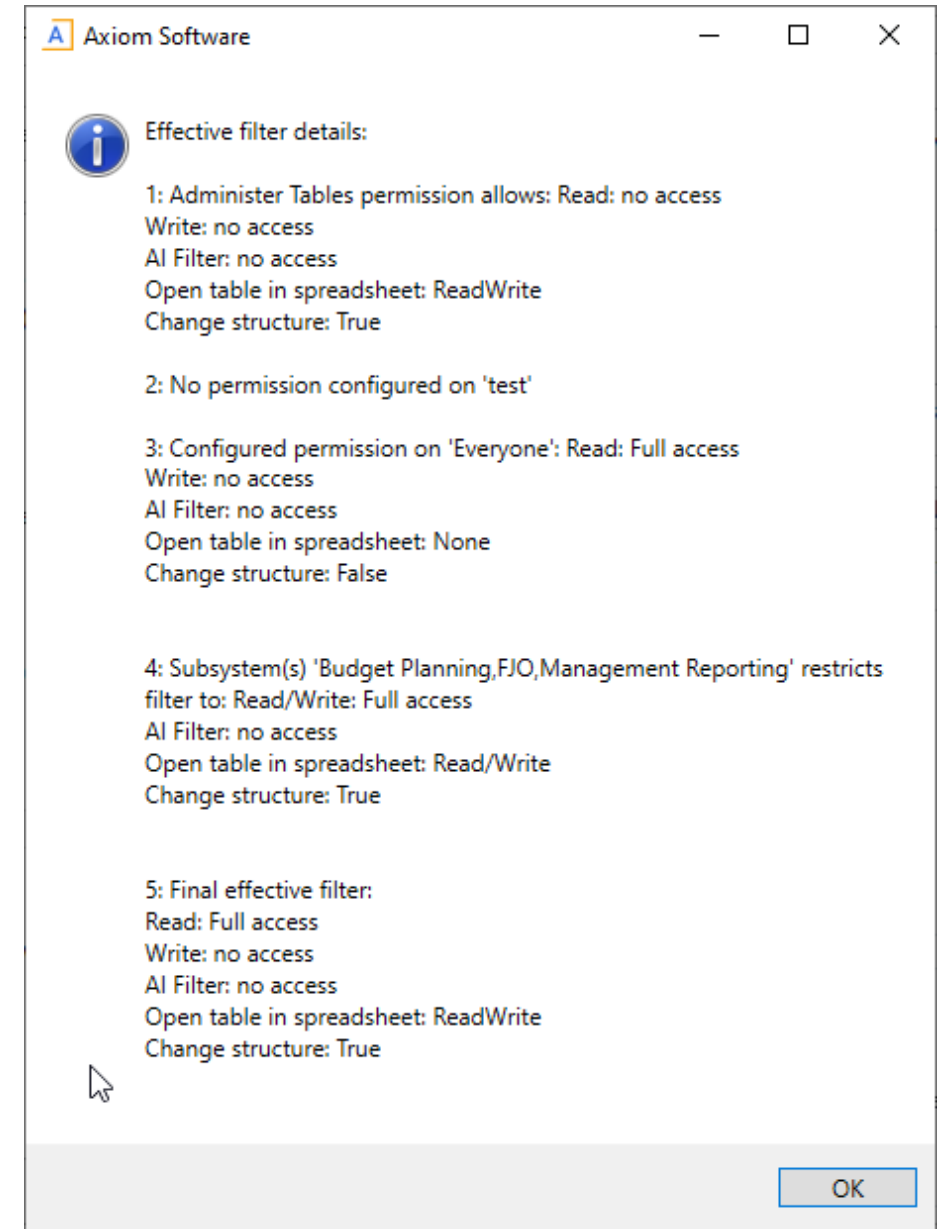 A Axiom Software
Effective filter details:
1: Administer Tables permission allows: Read: no access
Write: no access
AI Filter: no access
Open table in spreadsheet: ReadWrite
Change structure: True
2: No permission configured on 'test'
3: Configured permission on 'Everyone': Read: Full access
Write: no access
AI Filter: no access
Open table in spreadsheet: None
Change structure: False
4: Subsystem(s) 'Budget Planning,FJO,Management Reporting' restricts
filter to: Read/Write: Full access
AI Filter: no access
Open table in spreadsheet: Read/Write
Change structure: True
5: Final effective filter:
Read: Full access
Write: no access
AI Filter: no access
Open table in spreadsheet: ReadWrite
Change structure: True
OK